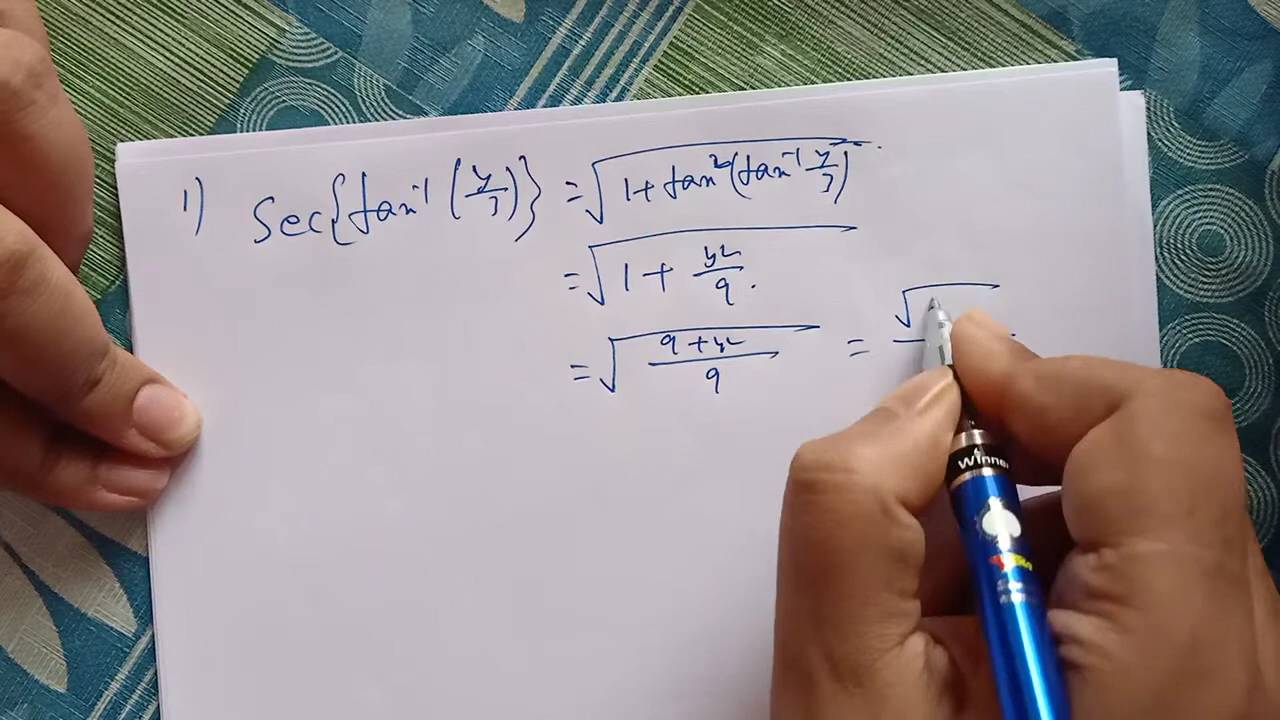 1) Sec{tan⁻¹(y/3)} = √(1+tan²(tan⁻¹ y/3))
= √(1 + y²/9).
= √((9+y²)/9) = √
Winner